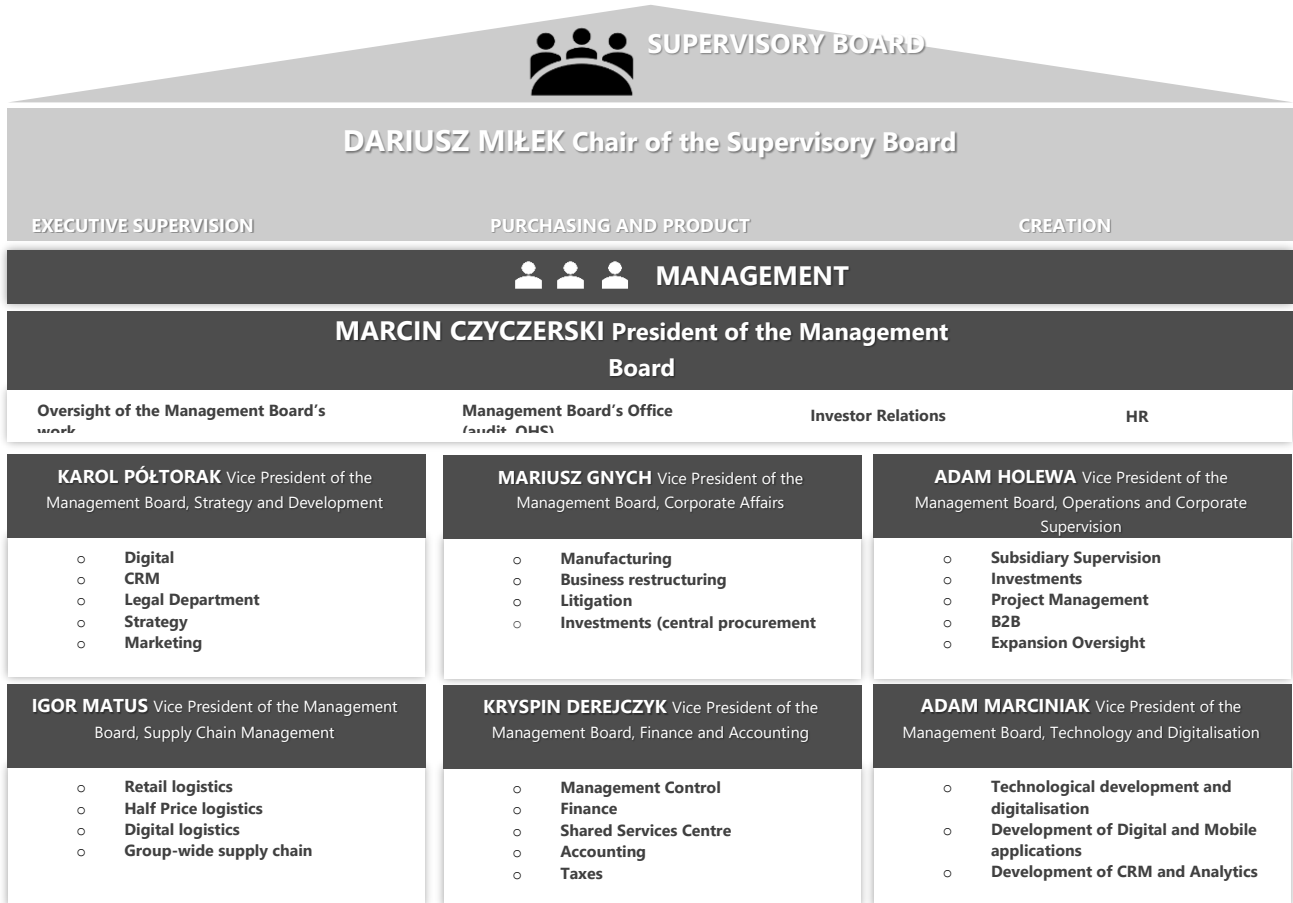 SUPERVISORY BOARD
DARIUSZ MIŁEK Chair of the Supervisory Board
EXECUTIVE SUPERVISION
PURCHASING AND PRODUCT
CREATION
MANAGEMENT
MARCIN CZYCZERSKI President of the Management
Board
Oversight of the Management Board's
work
Management Board's Office
(audit, OHS)
Investor Relations
HR
KAROL PÓŁTORAK Vice President of the
Management Board, Strategy and Development
Digital
CRM
Legal Department
Strategy
Marketing
MARIUSZ GNYCH Vice President of the
Management Board, Corporate Affairs
Manufacturing
Business restructuring
Litigation
Investments (central procurement
ADAM HOLEWA Vice President of the
Management Board, Operations and Corporate
Supervision
Subsidiary Supervision
Investments
Project Management
B2B
Expansion Oversight
IGOR MATUS Vice President of the Management
Board, Supply Chain Management
Retail logistics
Half Price logistics
Digital logistics
Group-wide supply chain
KRYSPIN DEREJCZYK Vice President of the
Management Board, Finance and Accounting
Management Control
Finance
Shared Services Centre
Accounting
Taxes
ADAM MARCINIAK Vice President of the
Management Board, Technology and Digitalisation
Technological development and
digitalisation
Development of Digital and Mobile
applications
Development of CRM and Analytics